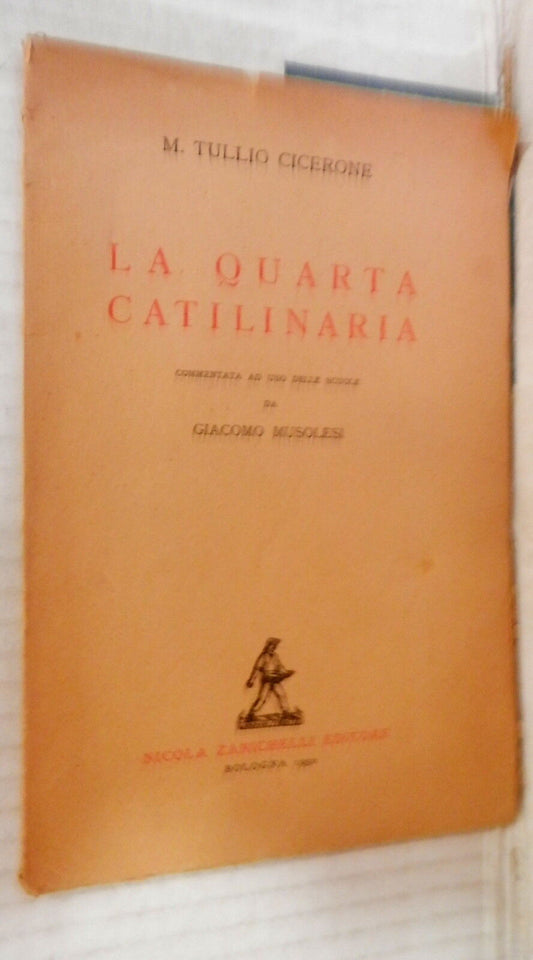 M. TULLIO CICERONE
LA QUARTA
CATILINARIA
COMMENTATA AD USO DELLE SCUOLE
DA
GIACOMO MUSOLESI
NICOLA ZANICHELLI EDITORE
BOLOGNA